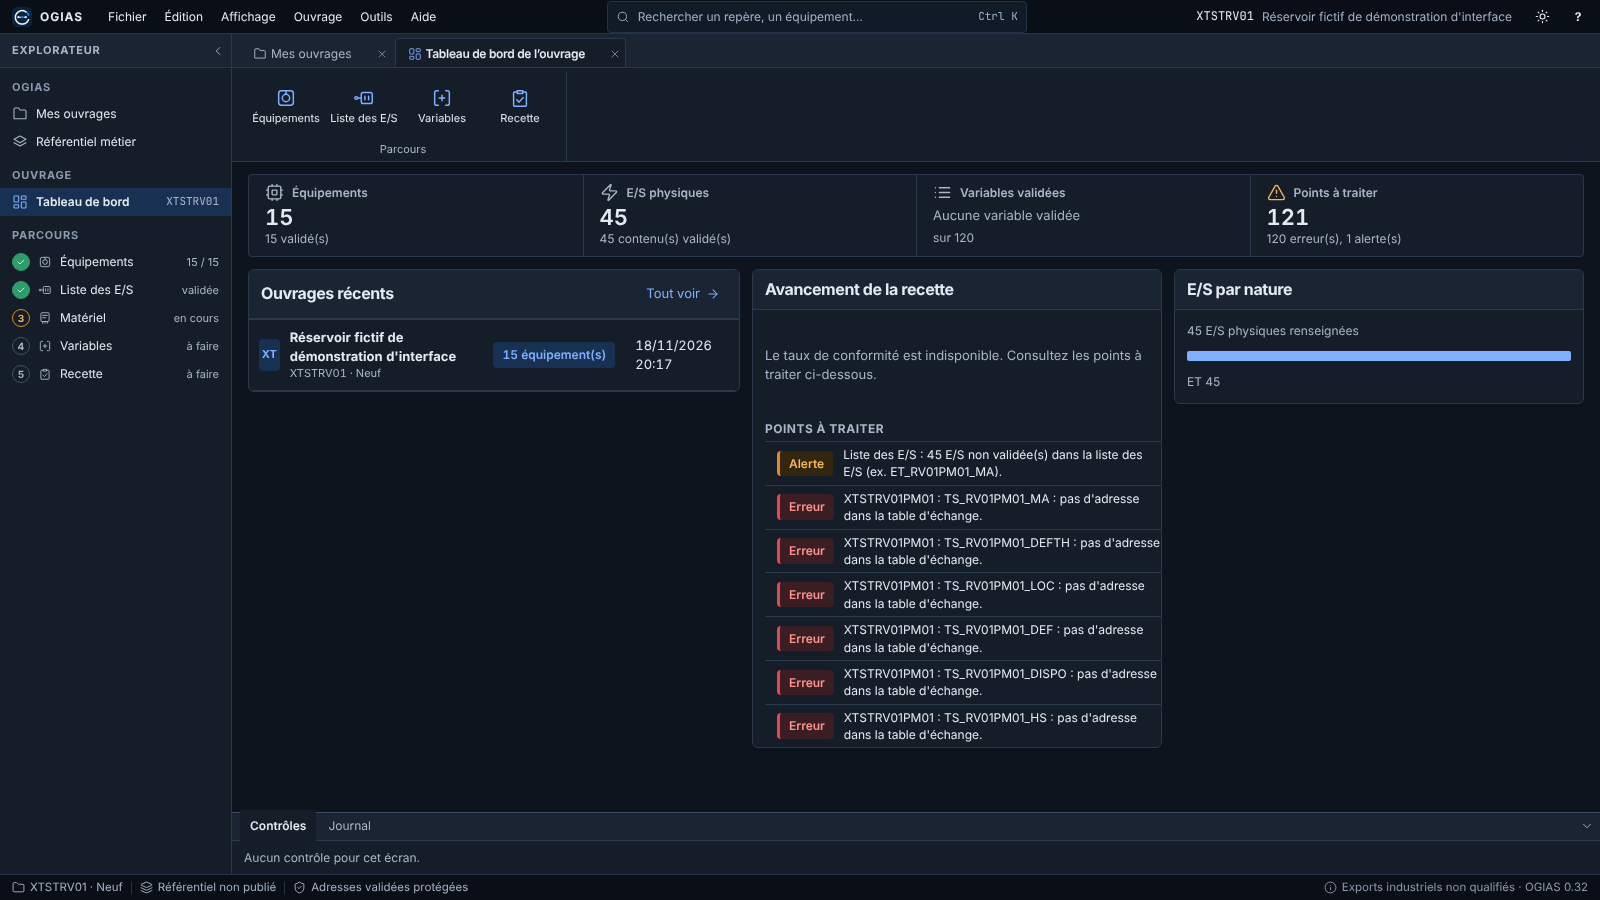 OGIAS
Fichier
Édition
Affichage
Ouvrage
Outils
Aide
Rechercher un repère, un équipement...
Ctrl K
XTSTRV01 Réservoir fictif de démonstration d'interface
?
EXPLORATEUR
Mes ouvrages
Tableau de bord de l'ouvrage
OGIAS
Mes ouvrages
Référentiel métier
OUVRAGE
Tableau de bord XTSTRV01
PARCOURS
Équipements 15 / 15
Liste des E/S validée
3 Matériel en cours
4 Variables à faire
5 Recette à faire
Équipements
Liste des E/S
Variables
Recette
Parcours
Équipements
15
15 validé(s)
E/S physiques
45
45 contenu(s) validé(s)
Variables validées
Aucune variable validée
sur 120
Points à traiter
121
120 erreur(s), 1 alerte(s)
Ouvrages récents
Tout voir
XT
Réservoir fictif de
démonstration d'interface
XTSTRV01 · Neuf
15 équipement(s)
18/11/2026
20:17
Avancement de la recette
Le taux de conformité est indisponible. Consultez les points à
traiter ci-dessous.
POINTS À TRAITER
Alerte
Liste des E/S : 45 E/S non validée(s) dans la liste des
E/S (ex. ET_RV01PM01_MA).
Erreur
XTSTRV01PM01 : TS_RV01PM01_MA : pas d'adresse
dans la table d'échange.
Erreur
XTSTRV01PM01 : TS_RV01PM01_DEFTH : pas d'adresse
dans la table d'échange.
Erreur
XTSTRV01PM01 : TS_RV01PM01_LOC : pas d'adresse
dans la table d'échange.
Erreur
XTSTRV01PM01 : TS_RV01PM01_DEF : pas d'adresse
dans la table d'échange.
Erreur
XTSTRV01PM01 : TS_RV01PM01_DISPO : pas d'adresse
dans la table d'échange.
Erreur
XTSTRV01PM01 : TS_RV01PM01_HS : pas d'adresse
dans la table d'échange.
E/S par nature
45 E/S physiques renseignées
ET 45
Contrôles
Journal
Aucun contrôle pour cet écran.
XTSTRV01 · Neuf
Référentiel non publié
Adresses validées protégées
Exports industriels non qualifiés · OGIAS 0.32